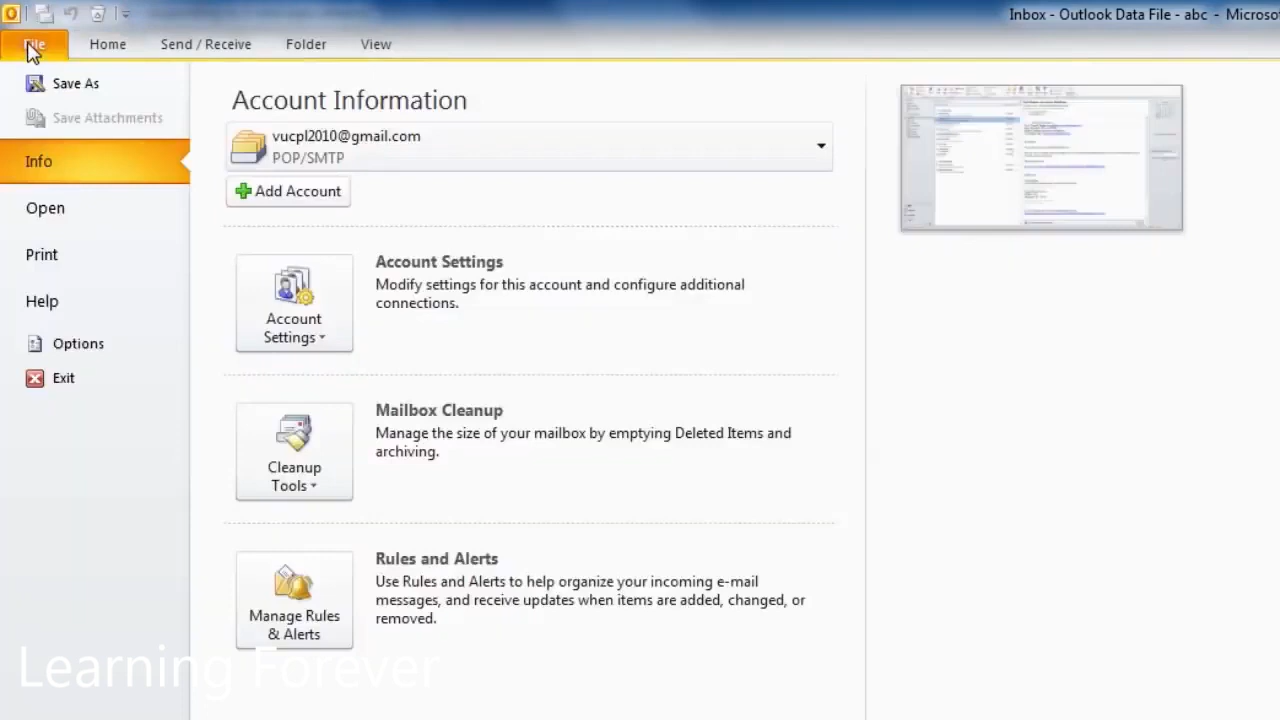 Inbox - Outlook Data File - abc - Microso
File
Home
Send / Receive
Folder
View
Save As
Save Attachments
Info
Open
Print
Help
Options
Exit
Account Information
vucpl2010@gmail.com
POP/SMTP
Add Account
Account
Settings
Account Settings
Modify settings for this account and configure additional
connections.
Cleanup
Tools
Mailbox Cleanup
Manage the size of your mailbox by emptying Deleted Items and
archiving.
Manage Rules
& Alerts
Rules and Alerts
Use Rules and Alerts to help organize your incoming e-mail
messages, and receive updates when items are added, changed, or
removed.
Learning Forever